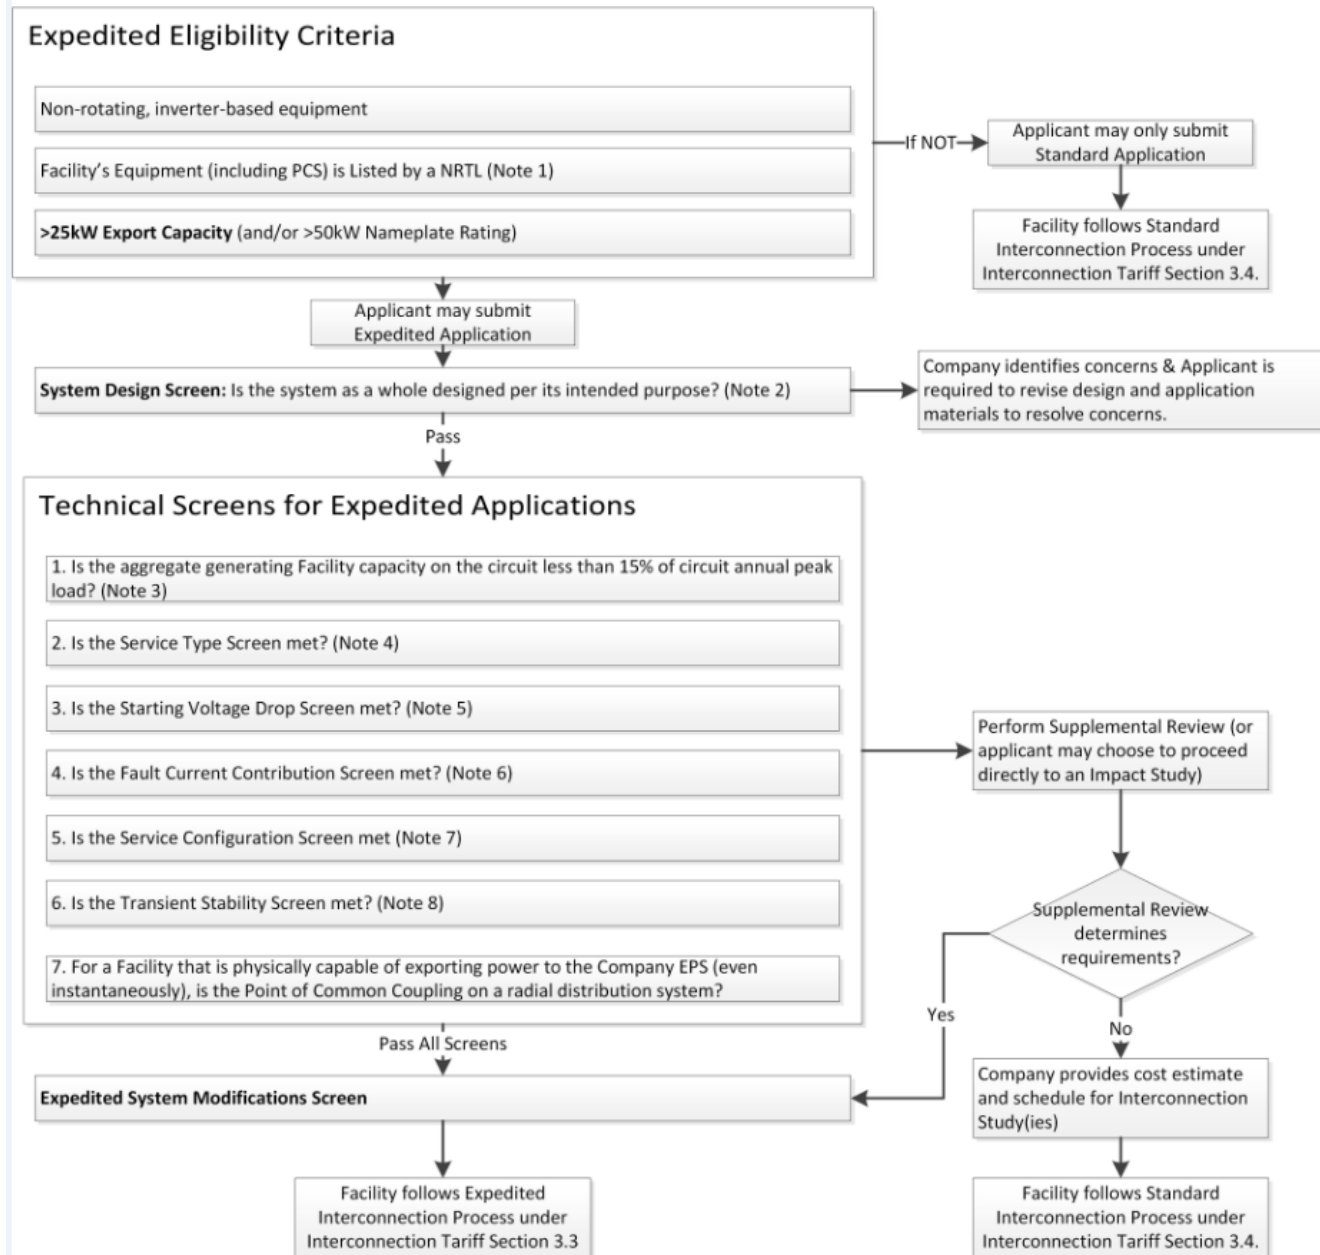 Expedited Eligibility Criteria
Non-rotating, inverter-based equipment
Facility's Equipment (including PCS) is Listed by a NRTL (Note 1)
>25kW Export Capacity (and/or >50kW Nameplate Rating)
If NOT
Applicant may only submit
Standard Application
Facility follows Standard
Interconnection Process under
Interconnection Tariff Section 3.4.
Applicant may submit
Expedited Application
System Design Screen: Is the system as a whole designed per its intended purpose? (Note 2)
Company identifies concerns & Applicant is
required to revise design and application
materials to resolve concerns.
Pass
Technical Screens for Expedited Applications
1. Is the aggregate generating Facility capacity on the circuit less than 15% of circuit annual peak
load? (Note 3)
2. Is the Service Type Screen met? (Note 4)
3. Is the Starting Voltage Drop Screen met? (Note 5)
4. Is the Fault Current Contribution Screen met? (Note 6)
5. Is the Service Configuration Screen met (Note 7)
6. Is the Transient Stability Screen met? (Note 8)
7. For a Facility that is physically capable of exporting power to the Company EPS (even
instantaneously), is the Point of Common Coupling on a radial distribution system?
Perform Supplemental Review (or
applicant may choose to proceed
directly to an Impact Study)
Supplemental Review
determines
requirements?
Yes
No
Pass All Screens
Expedited System Modifications Screen
Company provides cost estimate
and schedule for Interconnection
Study(ies)
Facility follows Expedited
Interconnection Process under
Interconnection Tariff Section 3.3
Facility follows Standard
Interconnection Process under
Interconnection Tariff Section 3.4.